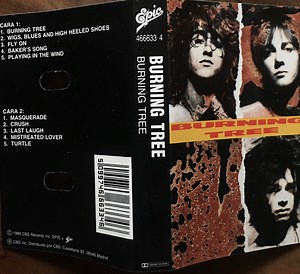 Epic
466633 4
CARA 1:
1. BURNING TREE
2. WIGS, BLUES AND HIGH HEELED SHOES
3. FLY ON
4. BAKER'S SONG
5. PLAYING IN THE WIND
CARA 2:
1. MASQUERADE
2. CRUSH
3. LAST LAUGH
4. MISTREATED LOVER
5. TURTLE
5099746663346
BURNING TREE
BURNING TREE
BURNING
TREE